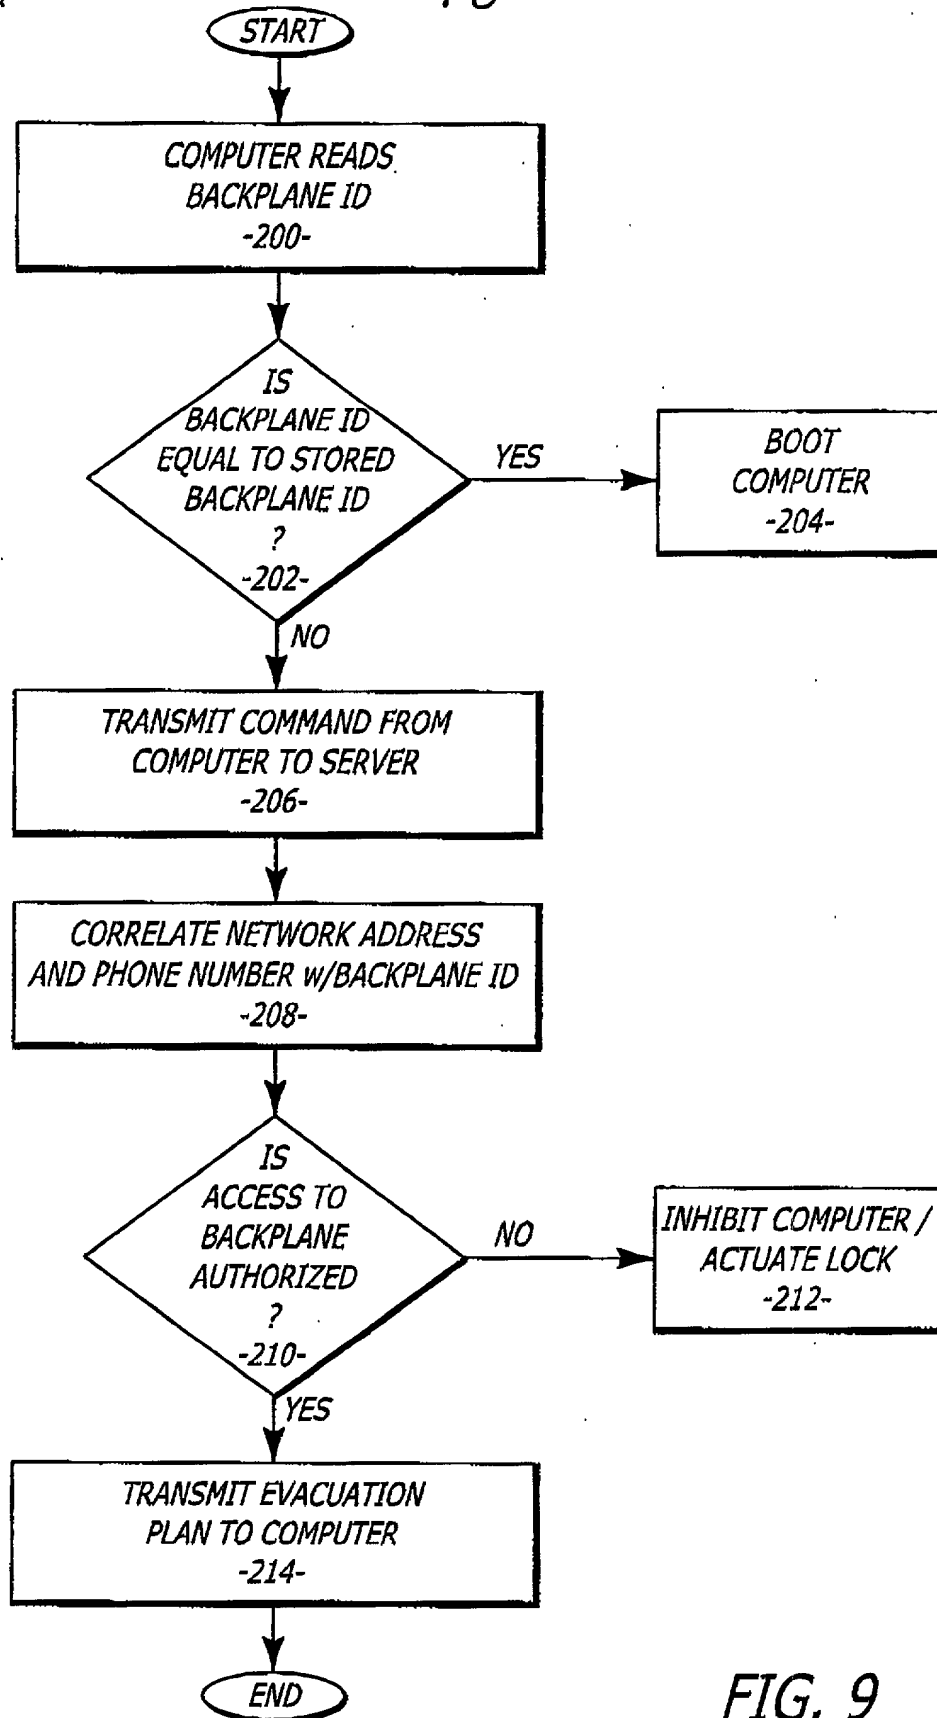 START
COMPUTER READS
BACKPLANE ID
-200-
IS
BACKPLANE ID
EQUAL TO STORED
BACKPLANE ID
?
-202-
YES
BOOT
COMPUTER
-204-
NO
TRANSMIT COMMAND FROM
COMPUTER TO SERVER
-206-
CORRELATE NETWORK ADDRESS
AND PHONE NUMBER w/BACKPLANE ID
-208-
IS
ACCESS TO
BACKPLANE
AUTHORIZED
?
-210-
NO
INHIBIT COMPUTER /
ACTUATE LOCK
-212-
YES
TRANSMIT EVACUATION
PLAN TO COMPUTER
-214-
END
FIG. 9